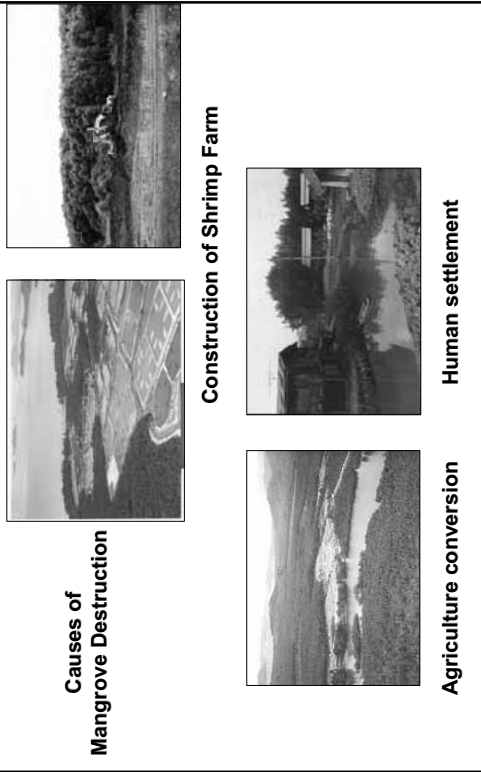 Causes of
Mangrove Destruction
Construction of Shrimp Farm
Agriculture conversion
Human settlement